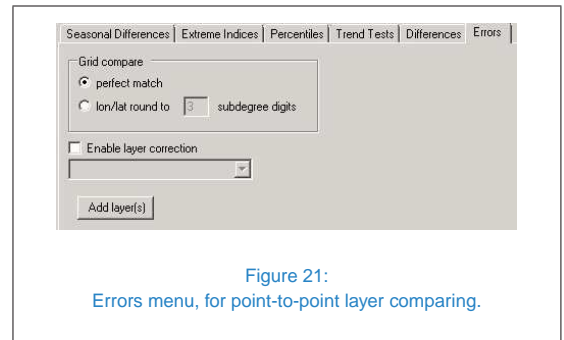 Seasonal Differences Extreme Indices Percentiles Trend Tests Differences Errors
Grid compare
perfect match
lon/lat round to 3 subdegree digits
Enable layer correction
Add layer(s)
Figure 21:
Errors menu, for point-to-point layer comparing.